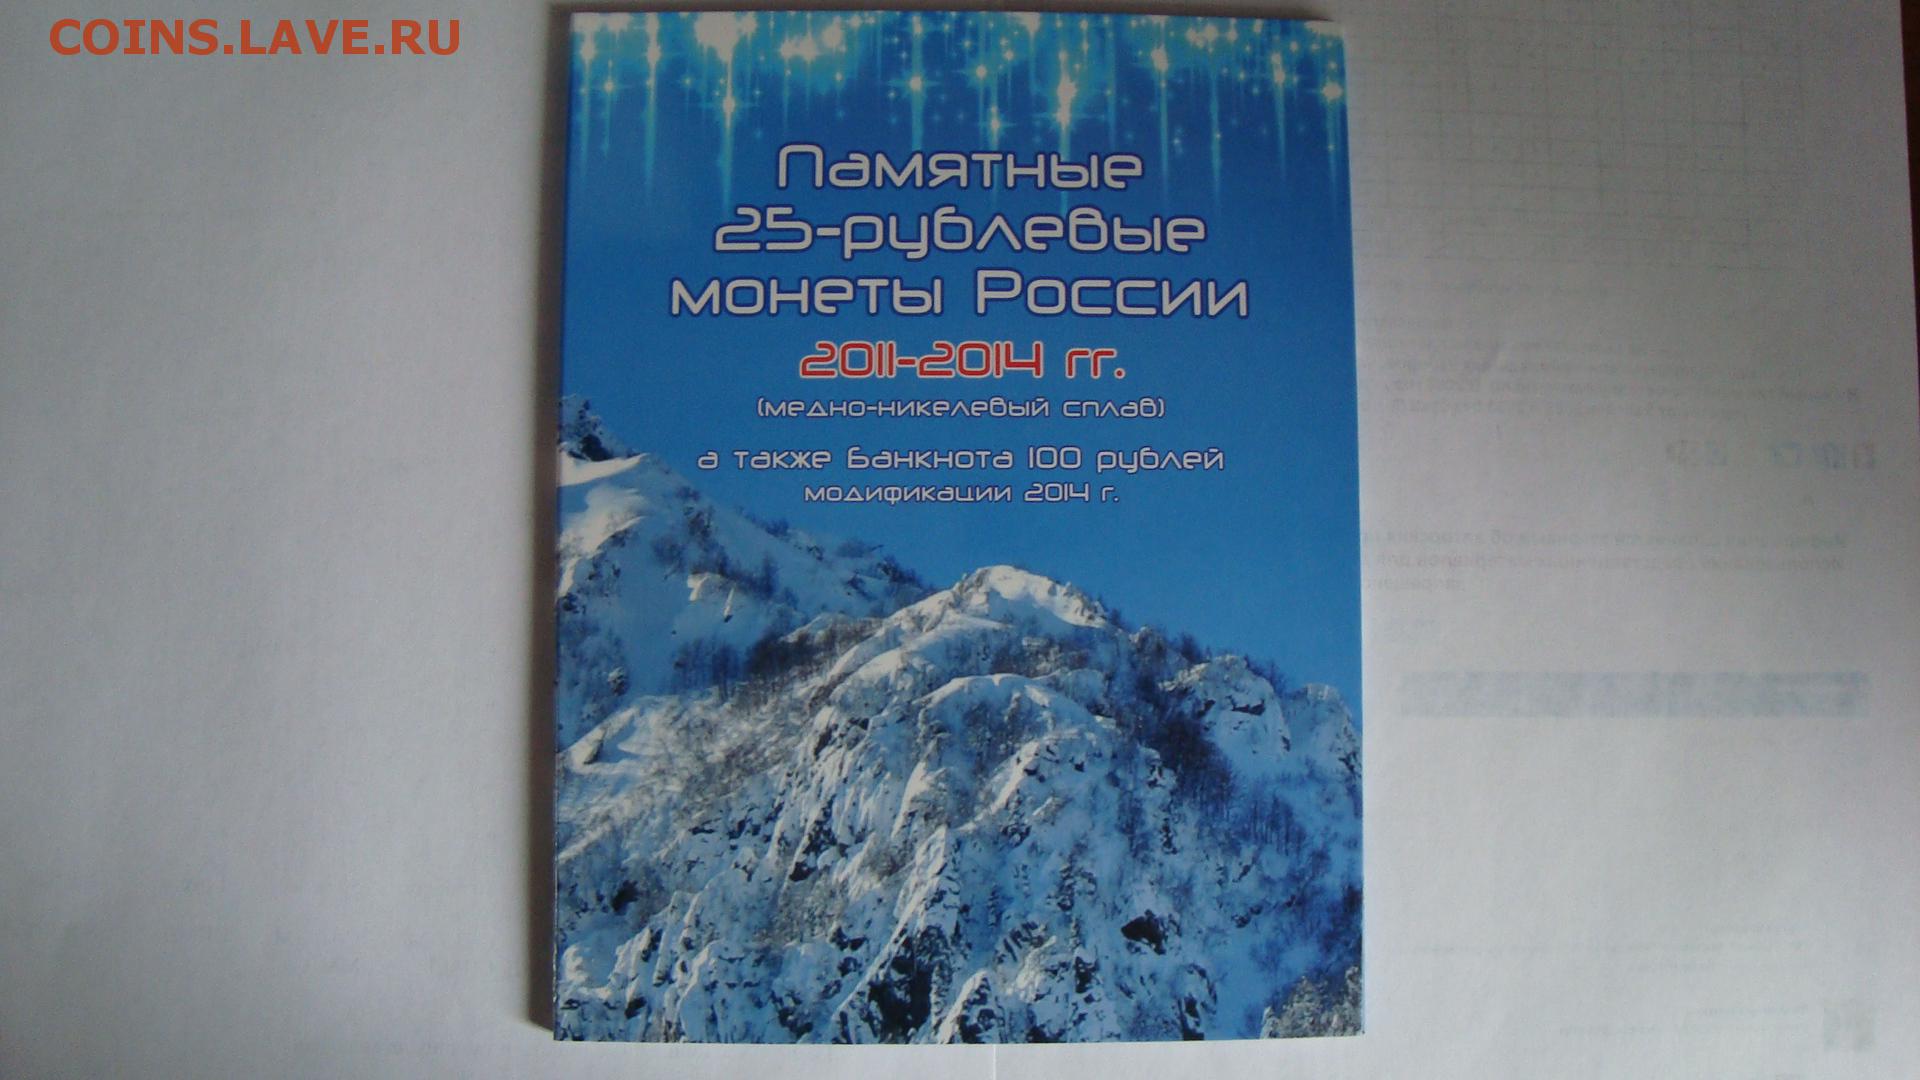 COINS.LAVE.RU
Памятные
25-рублевые
монеты России
2011-2014 гг.
(медно-никелевый сплав)
а также Банкнота 100 рублей
модификации 2014 г.